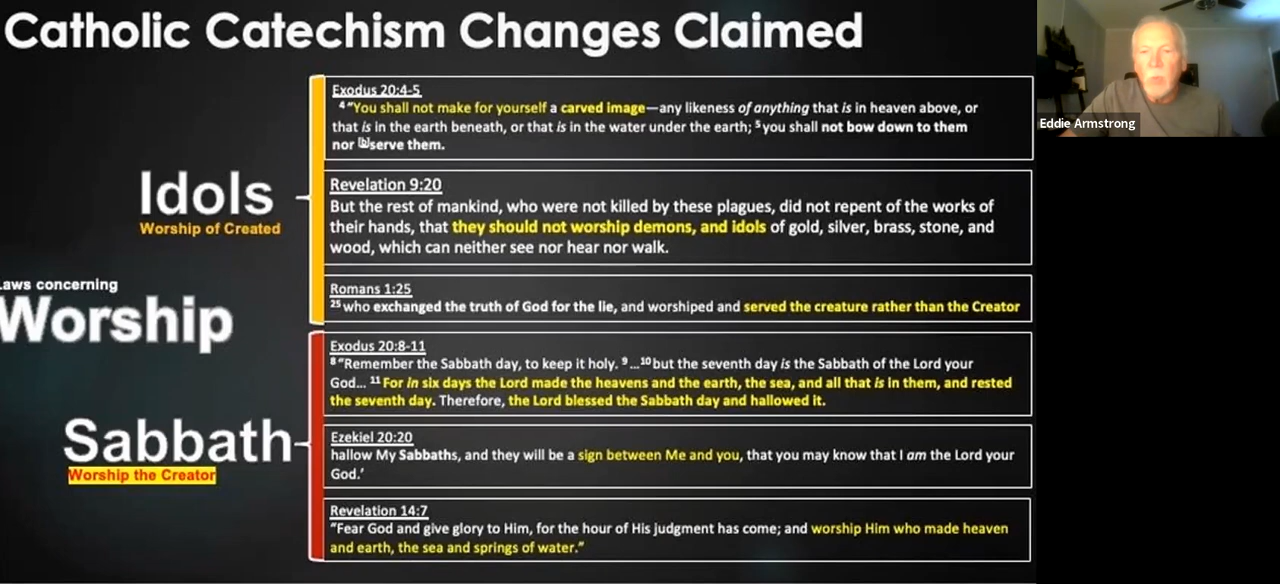 Catholic Catechism Changes Claimed
Eddie Armstrong
Idols
Worship of Created
Exodus 20:4-5
4 "You shall not make for yourself a carved image—any likeness of anything that is in heaven above, or
that is in the earth beneath, or that is in the water under the earth; 5 you shall not bow down to them
nor [b]serve them.
Revelation 9:20
But the rest of mankind, who were not killed by these plagues, did not repent of the works of
their hands, that they should not worship demons, and idols of gold, silver, brass, stone, and
wood, which can neither see nor hear nor walk.
Romans 1:25
25 who exchanged the truth of God for the lie, and worshiped and served the creature rather than the Creator
Laws concerning
Worship
Sabbath
Worship the Creator
Exodus 20:8-11
8 "Remember the Sabbath day, to keep it holy. 9 ...10 but the seventh day is the Sabbath of the Lord your
God... 11 For in six days the Lord made the heavens and the earth, the sea, and all that is in them, and rested
the seventh day. Therefore, the Lord blessed the Sabbath day and hallowed it.
Ezekiel 20:20
hallow My Sabbaths, and they will be a sign between Me and you, that you may know that I am the Lord your
God.'
Revelation 14:7
"Fear God and give glory to Him, for the hour of His judgment has come; and worship Him who made heaven
and earth, the sea and springs of water."